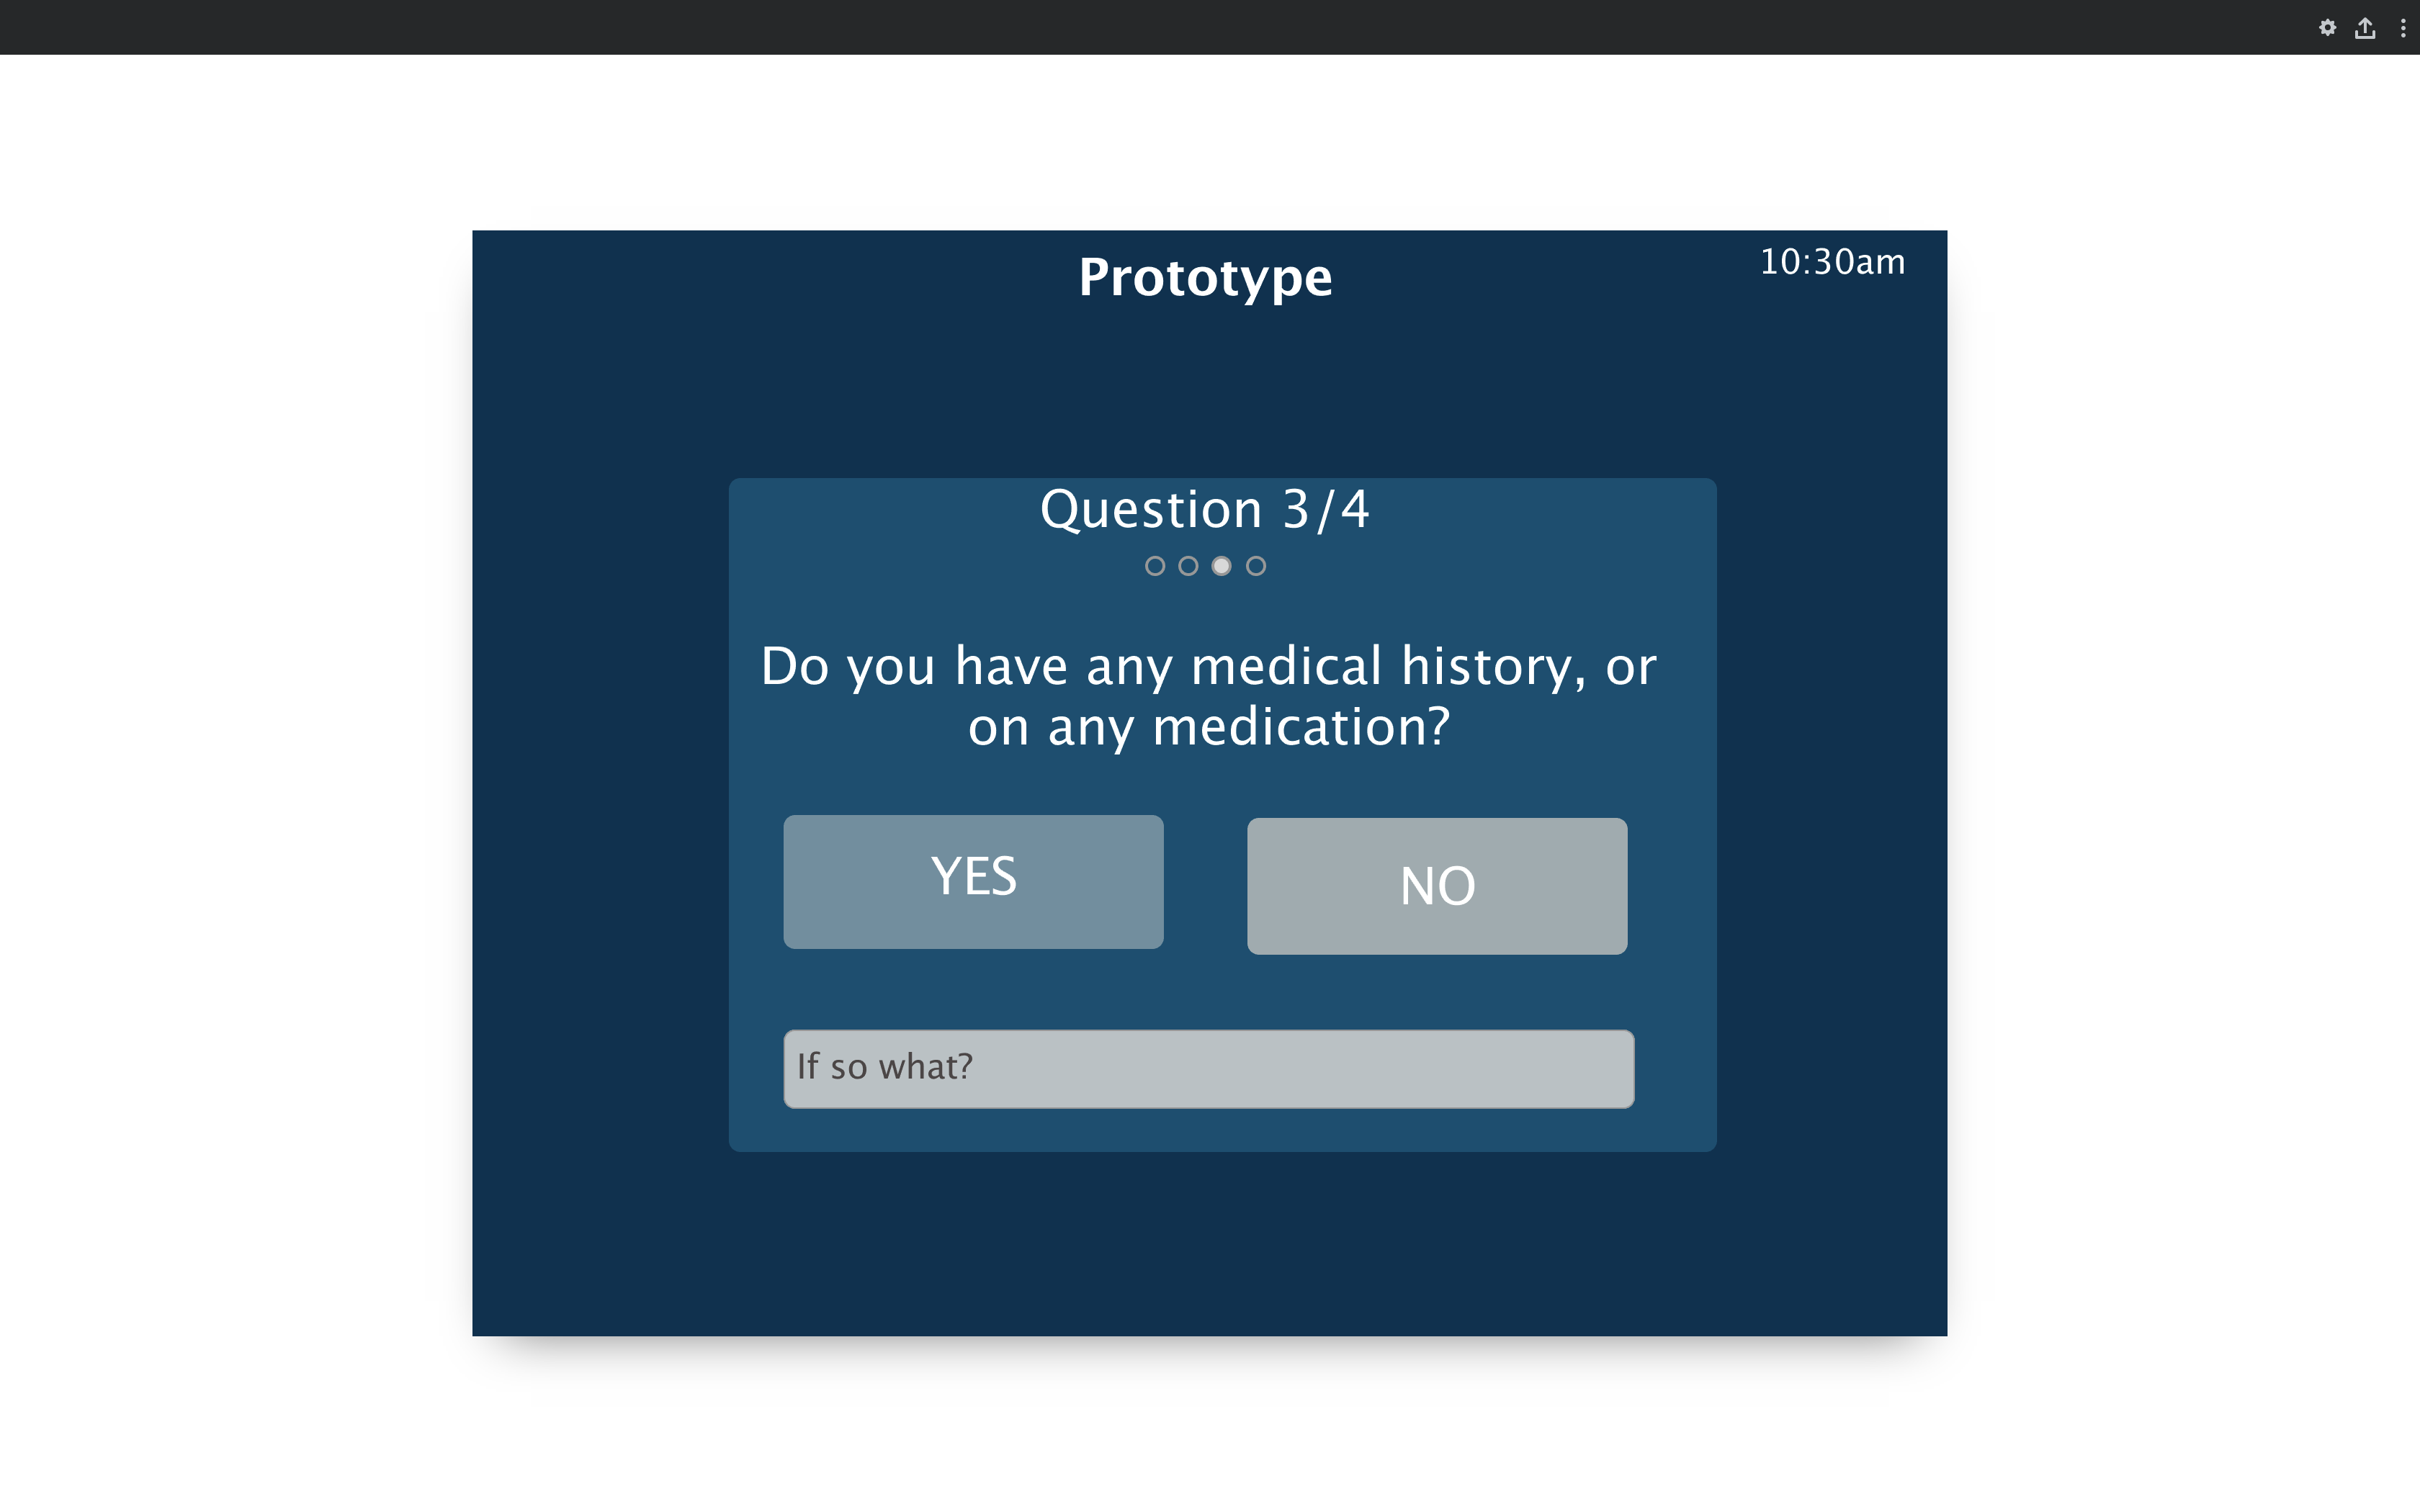 Prototype
10:30am
Question 3/4
Do you have any medical history, or
on any medication?
YES
NO
If so what?